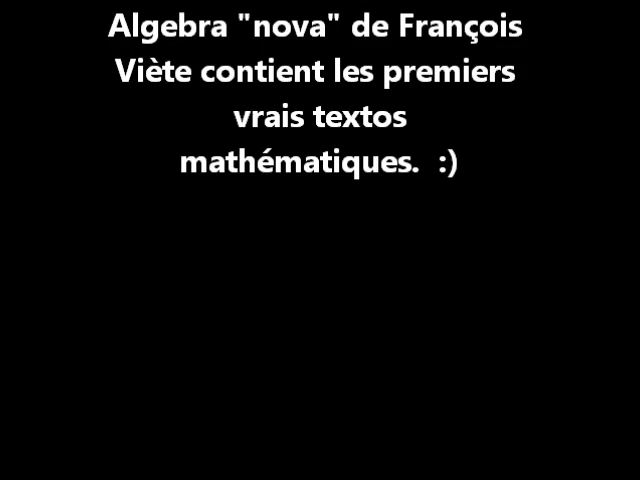 Algebra "nova" de François
Viète contient les premiers
vrais textos
mathématiques.  :)